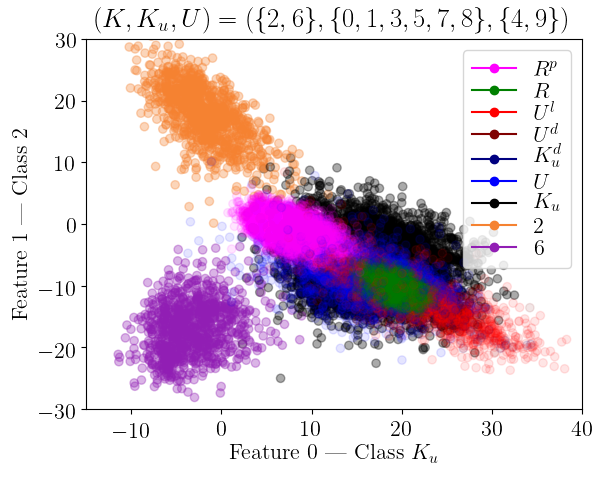 (K, K_u, U) = ({2, 6}, {0, 1, 3, 5, 7, 8}, {4, 9})
30
20
10
0
−10
−20
−30
Feature 1 — Class 2
R^p
R
U^l
U^d
K_u^d
U
K_u
2
6
−10
0
10
20
30
40
Feature 0 — Class K_u